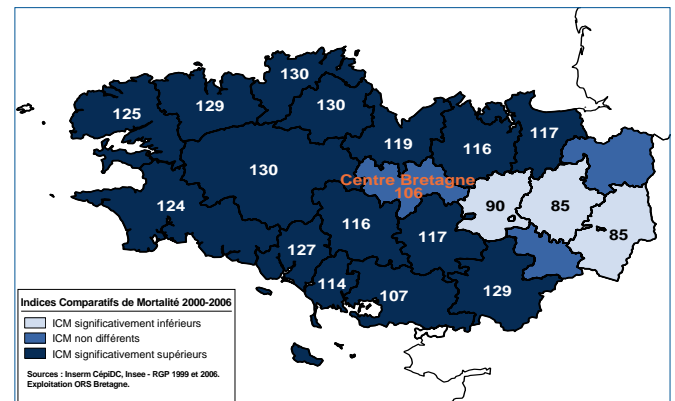 130
125
129
130
119
116
117
130
Centre Bretagne
106
90
85
124
116
117
85
127
114
107
129
Indices Comparatifs de Mortalité 2000-2006
ICM significativement inférieurs
ICM non différents
ICM significativement supérieurs
Sources : Inserm CépiDC, Insee - RGP 1999 et 2006.
Exploitation ORS Bretagne.